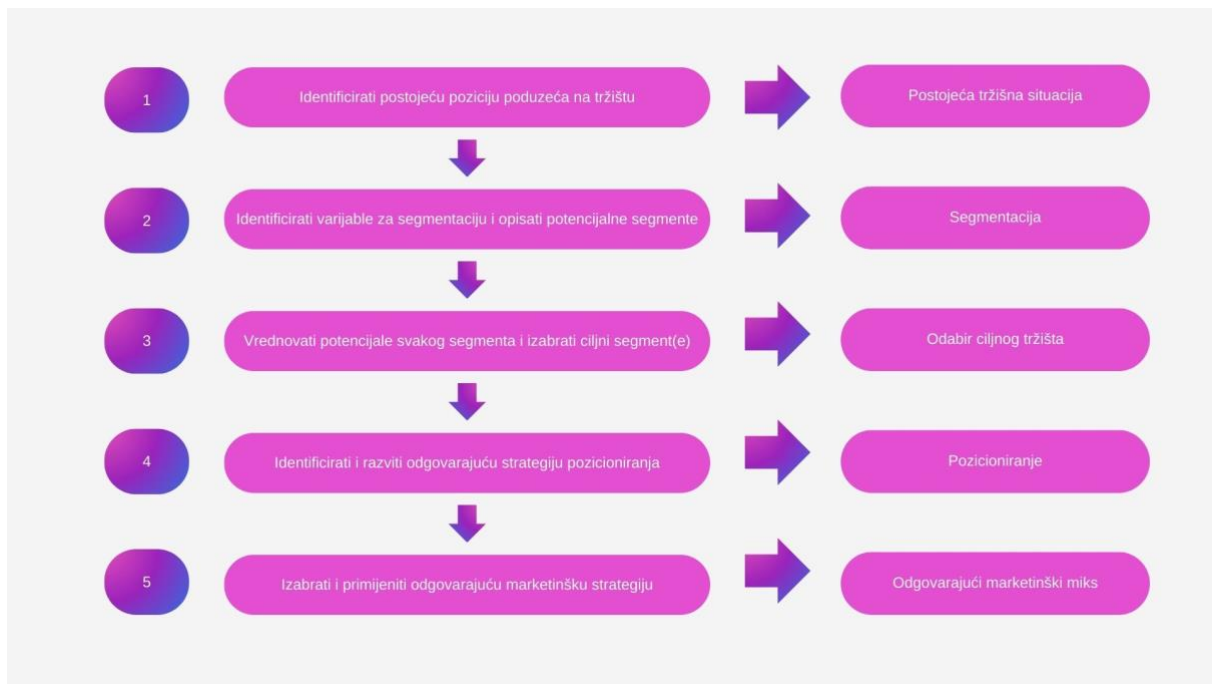 1
Identificirati postojeću poziciju poduzeća na tržištu
Postojeća tržišna situacija
2
Identificirati varijable za segmentaciju i opisati potencijalne segmente
Segmentacija
3
Vrednovati potencijale svakog segmenta i izabrati ciljni segment(e)
Odabir ciljnog tržišta
4
Identificirati i razviti odgovarajuću strategiju pozicioniranja
Pozicioniranje
5
Izabrati i primijeniti odgovarajuću marketinšku strategiju
Odgovarajući marketinški miks